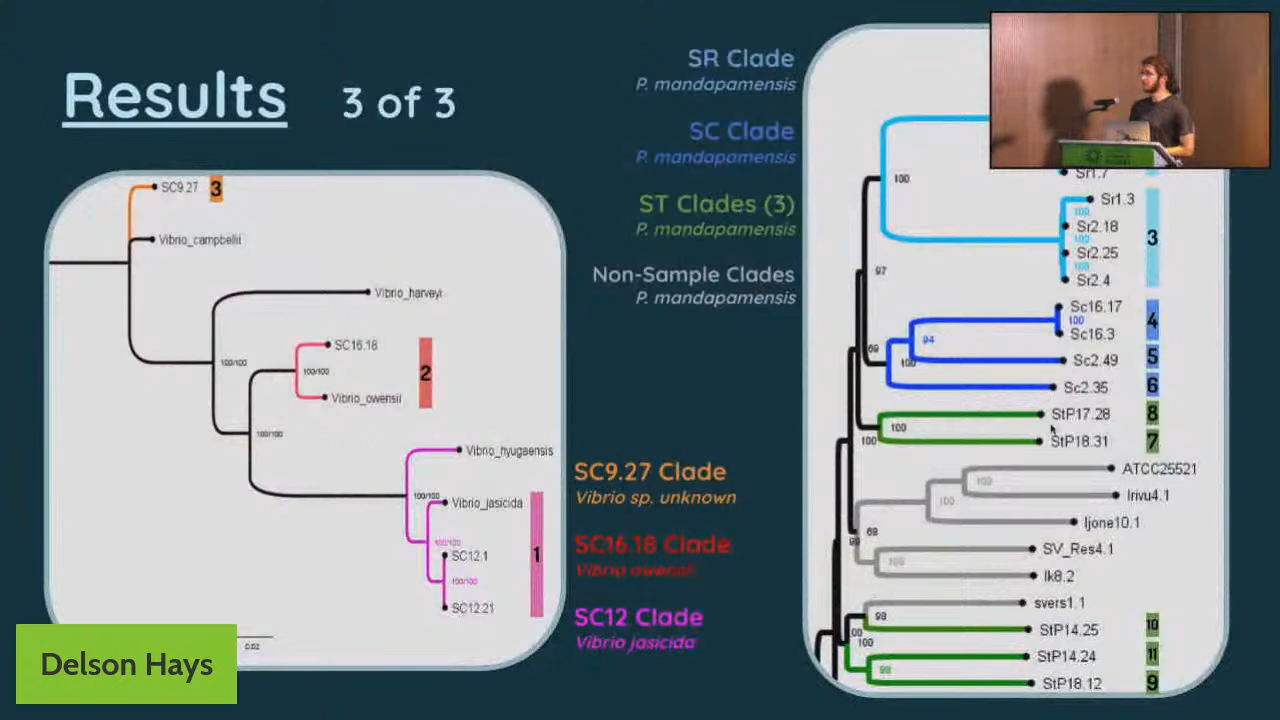 Results
3 of 3
SC9.27
3
Vibrio_campbellii
Vibrio_harveyi
100/100
SC16.18
100/100
2
Vibrio_owensii
100/100
Vibrio_hyugaensis
100/100
Vibrio_jasicida
100/100
SC12.1
1
100/100
SC12.21
0.02
SC9.27 Clade
Vibrio sp. unknown
SC16.18 Clade
Vibrio owensii
SC12 Clade
Vibrio jasicida
SR Clade
P. mandapamensis
SC Clade
P. mandapamensis
ST Clades (3)
P. mandapamensis
Non-Sample Clades
P. mandapamensis
100
Sr1.7
Sr1.3
100
Sr2.18
100
3
Sr2.25
100
97
Sr2.4
Sc16.17
100
4
Sc16.3
94
69
100
Sc2.49
5
Sc2.35
6
StP17.28
8
100
100
StP18.31
7
ATCC25521
100
Irivu4.1
100
Ijone10.1
68
99
SV_Res4.1
100
Ik8.2
svers1.1
98
StP14.25
10
100
StP14.24
11
98
StP18.12
9
Delson Hays